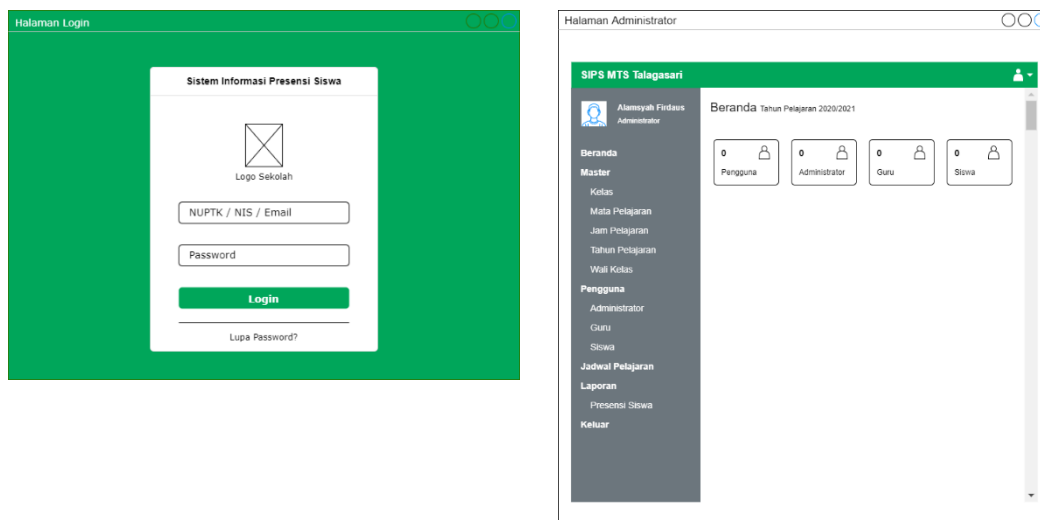 Halaman Login
Sistem Informasi Presensi Siswa
Logo Sekolah
NUPTK / NIS / Email
Password
Login
Lupa Password?
Halaman Administrator
SIPS MTS Talagasari
Alamsyah Firdaus
Administrator
Beranda
Master
Kelas
Mata Pelajaran
Jam Pelajaran
Tahun Pelajaran
Wali Kelas
Pengguna
Administrator
Guru
Siswa
Jadwal Pelajaran
Laporan
Presensi Siswa
Keluar
Beranda Tahun Pelajaran 2020/2021
0
Pengguna
0
Administrator
0
Guru
0
Siswa